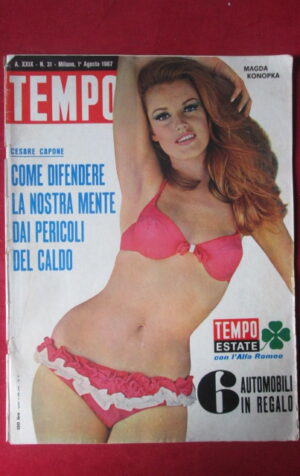 A. XXIX - N. 31 - Milano, 1° Agosto 1967
MAGDA
KONOPKA
TEMPO
CESARE CAPONE
COME DIFENDERE
LA NOSTRA MENTE
DAI PERICOLI
DEL CALDO
TEMPO
ESTATE
con l'Alfa Romeo
6 AUTOMOBILI
IN REGALO